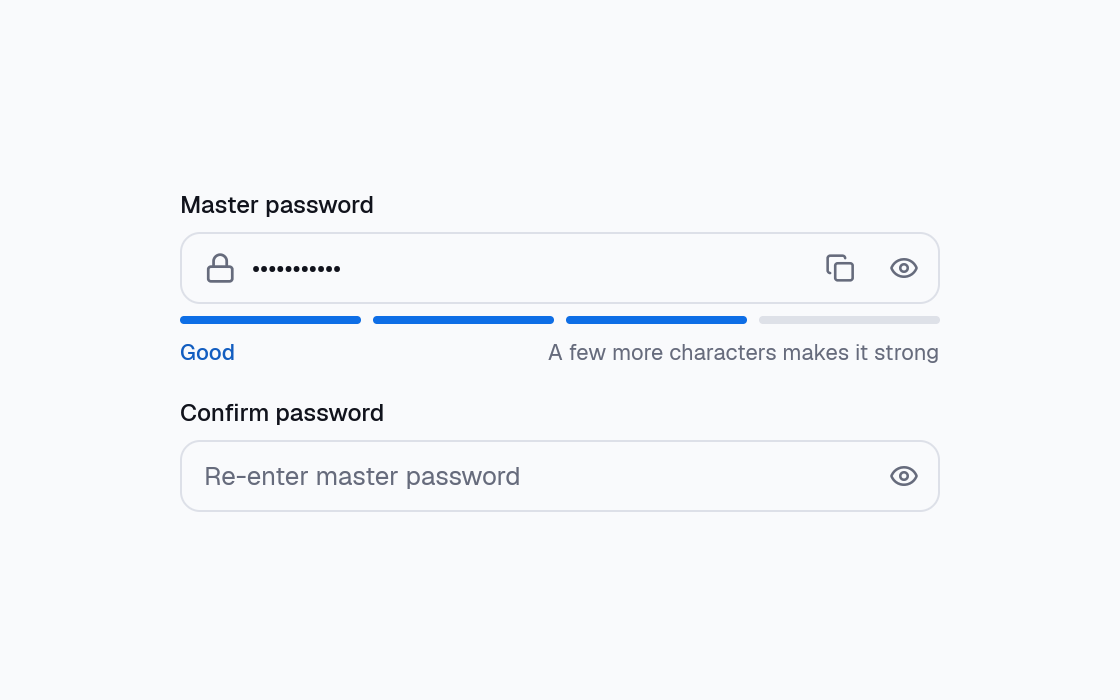 Master password
•••••••••••
Good
A few more characters makes it strong
Confirm password
Re-enter master password